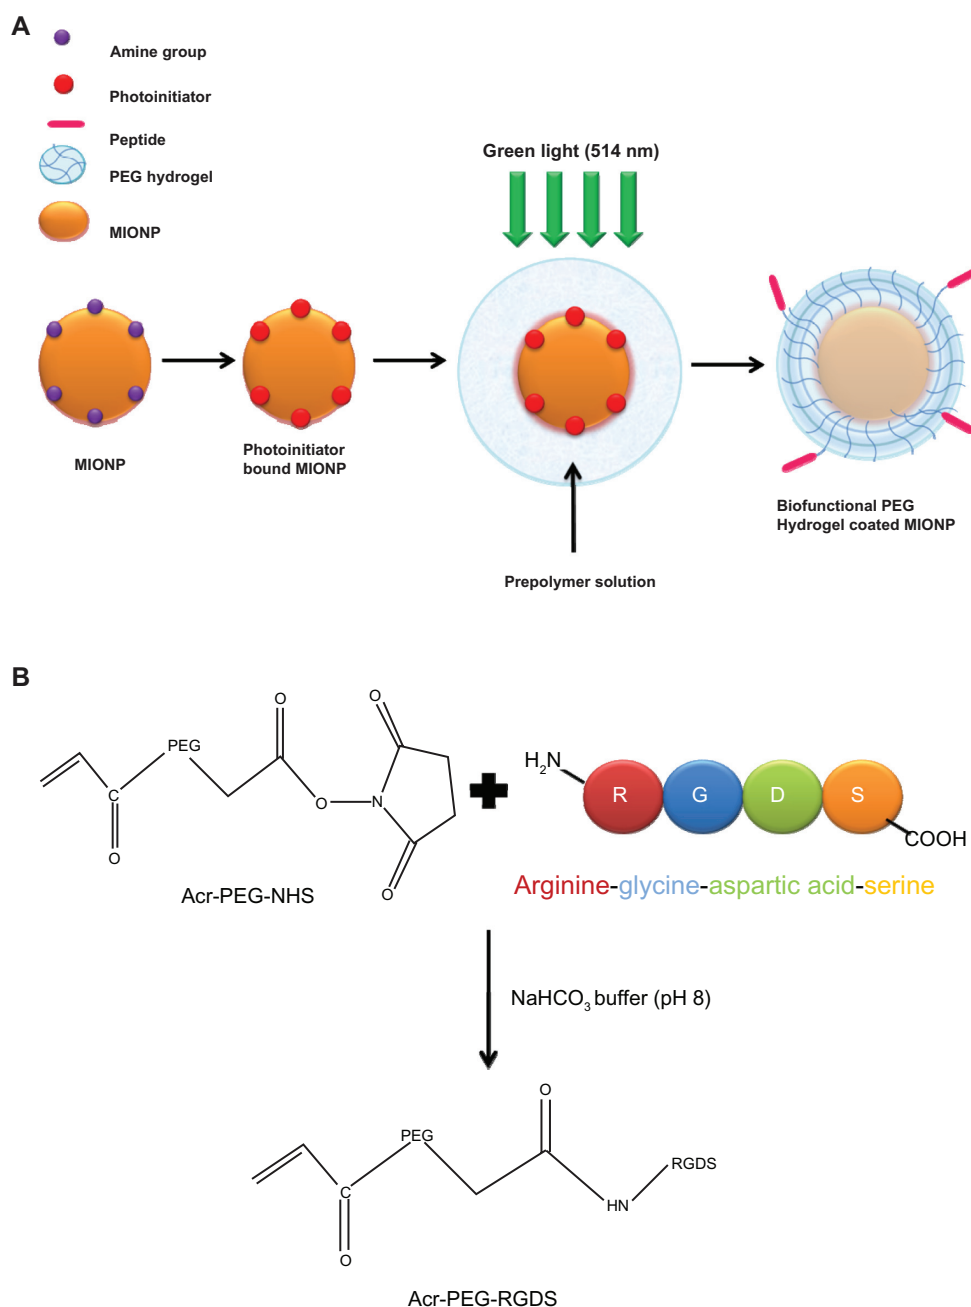 A
Amine group
Photoinitiator
Peptide
PEG hydrogel
MIONP
Green light (514 nm)
MIONP
Photoinitiator
bound MIONP
Prepolymer solution
Biofunctional PEG
Hydrogel coated MIONP
B
O
O
PEG
C
O
O
N
O
H₂N
R G D S
COOH
Acr-PEG-NHS
Arginine-glycine-aspartic acid-serine
NaHCO₃ buffer (pH 8)
O
PEG
RGDS
C
HN
O
Acr-PEG-RGDS